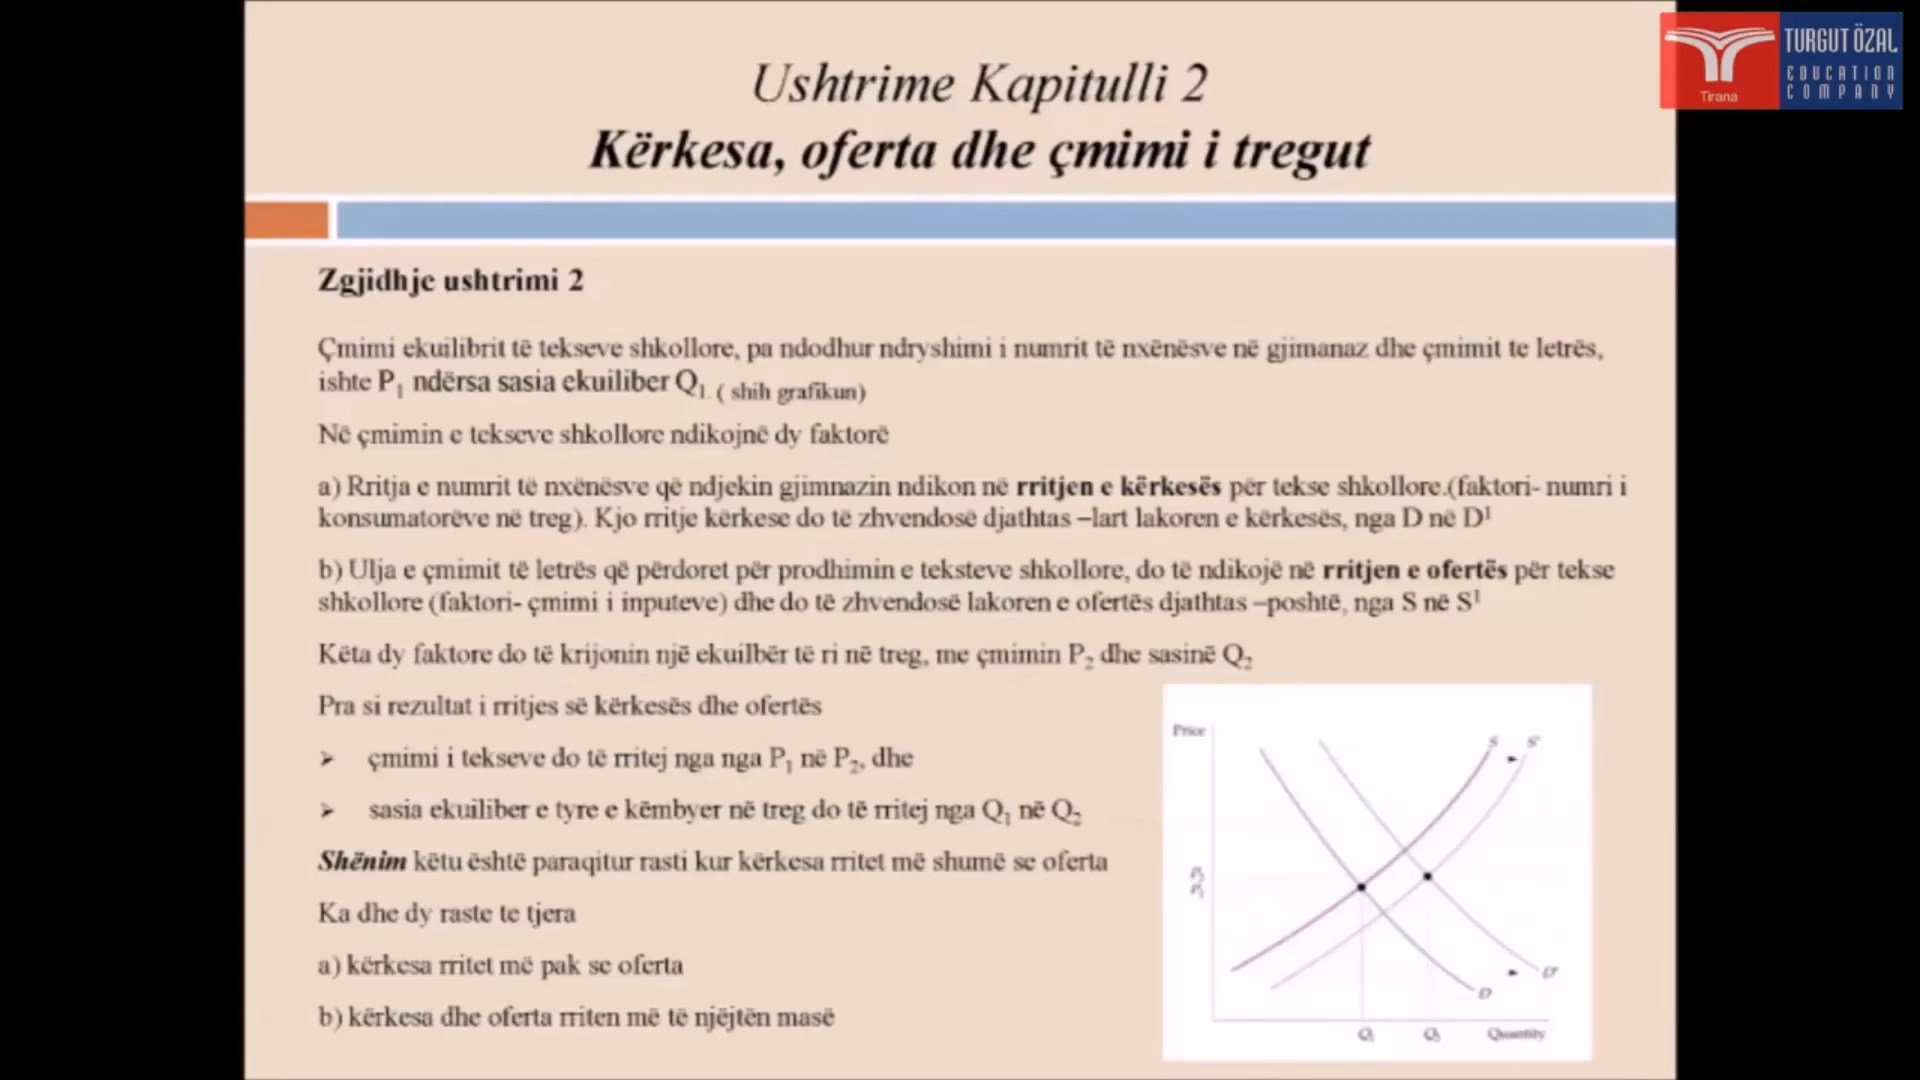 Ushtrime Kapitulli 2
Kërkesa, oferta dhe çmimi i tregut
TURGUT ÖZAL
EDUCATION
COMPANY
Tirana
Zgjidhje ushtrimi 2
Çmimi ekuilibrit të tekseve shkollore, pa ndodhur ndryshimi i numrit të nxënësve në gjimanaz dhe çmimit te letrës,
ishte P₁ ndërsa sasia ekuiliber Q₁. ( shih grafikun)
Në çmimin e tekseve shkollore ndikojnë dy faktorë
a) Rritja e numrit të nxënësve që ndjekin gjimnazin ndikon në rritjen e kërkesës për tekse shkollore.(faktori- numri i
konsumatorëve në treg). Kjo rritje kërkese do të zhvendosë djathtas –lart lakoren e kërkesës, nga D në D¹
b) Ulja e çmimit të letrës që përdoret për prodhimin e teksteve shkollore, do të ndikojë në rritjen e ofertës për tekse
shkollore (faktori- çmimi i inputeve) dhe do të zhvendosë lakoren e ofertës djathtas –poshtë, nga S në S¹
Këta dy faktore do të krijonin një ekuilbër të ri në treg, me çmimin P₂ dhe sasinë Q₂
Pra si rezultat i rritjes së kërkesës dhe ofertës
➢ çmimi i tekseve do të rritej nga nga P₁ në P₂, dhe
➢ sasia ekuiliber e tyre e këmbyer në treg do të rritej nga Q₁ në Q₂
Shënim këtu është paraqitur rasti kur kërkesa rritet më shumë se oferta
Ka dhe dy raste te tjera
a) kërkesa rritet më pak se oferta
b) kërkesa dhe oferta rriten më të njëjtën masë
Price
S S'
P₂
P₁
D'
D
Q₁ Q₂ Quantity